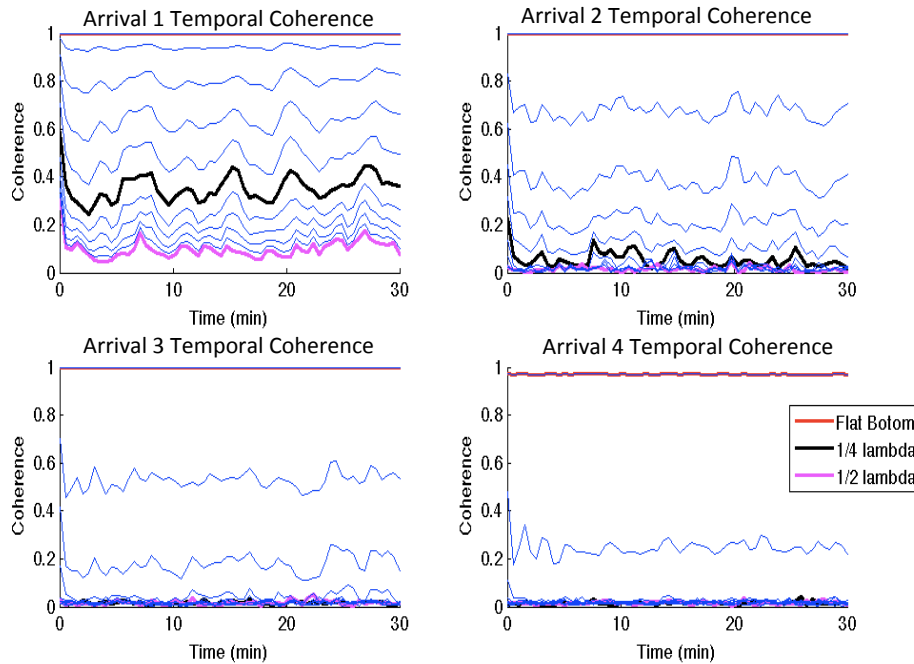 Arrival 1 Temporal Coherence
1
0.8
0.6
0.4
0.2
0
Coherence
0 10 20 30
Time (min)
Arrival 2 Temporal Coherence
1
0.8
0.6
0.4
0.2
0
Coherence
0 10 20 30
Time (min)
Arrival 3 Temporal Coherence
1
0.8
0.6
0.4
0.2
0
Coherence
0 10 20 30
Time (min)
Arrival 4 Temporal Coherence
1
0.8
0.6
0.4
0.2
0
Coherence
0 10 20 30
Time (min)
Flat Botom
1/4 lambda
1/2 lambda